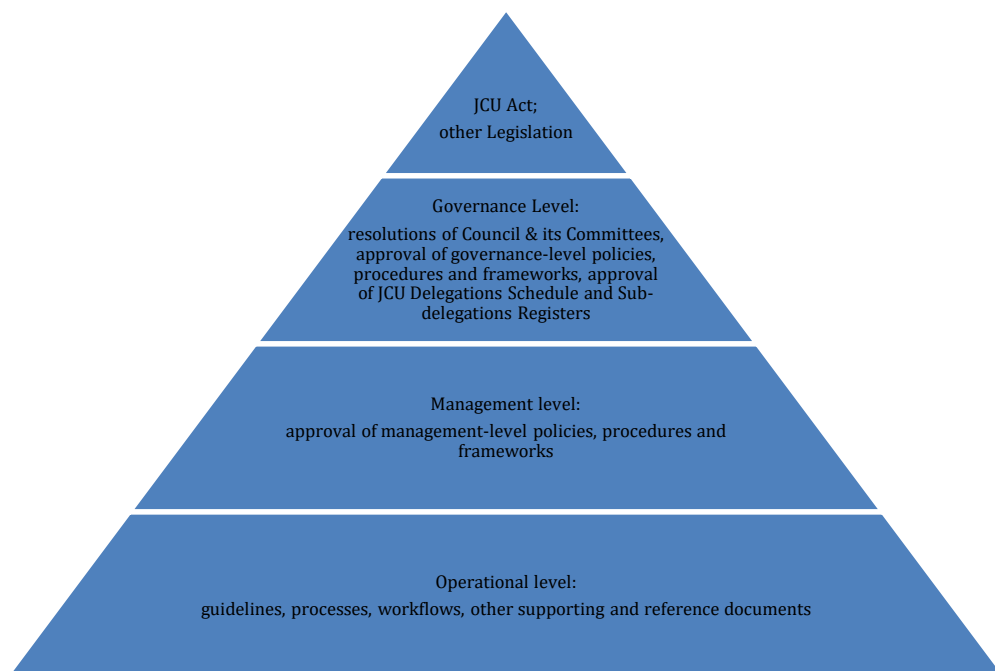 JCU Act;
other Legislation
Governance Level:
resolutions of Council & its Committees,
approval of governance-level policies,
procedures and frameworks, approval
of JCU Delegations Schedule and Sub-
delegations Registers
Management level:
approval of management-level policies, procedures and
frameworks
Operational level:
guidelines, processes, workflows, other supporting and reference documents